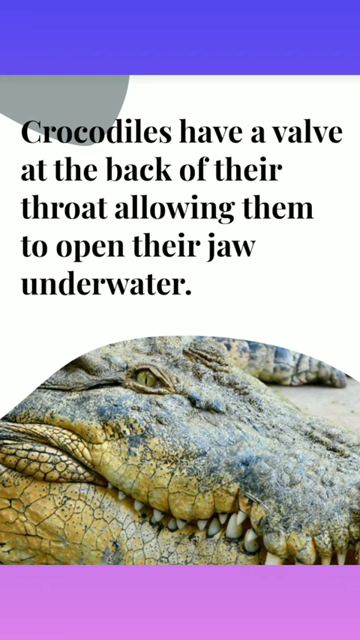 Crocodiles have a valve
at the back of their
throat allowing them
to open their jaw
underwater.